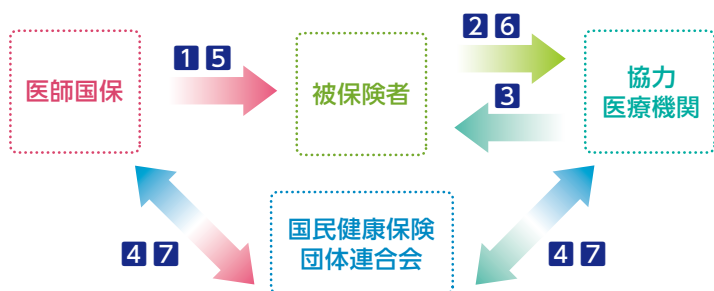 2 6
1 5
医師国保
被保険者
協力
医療機関
3
国民健康保険
団体連合会
4 7
4 7